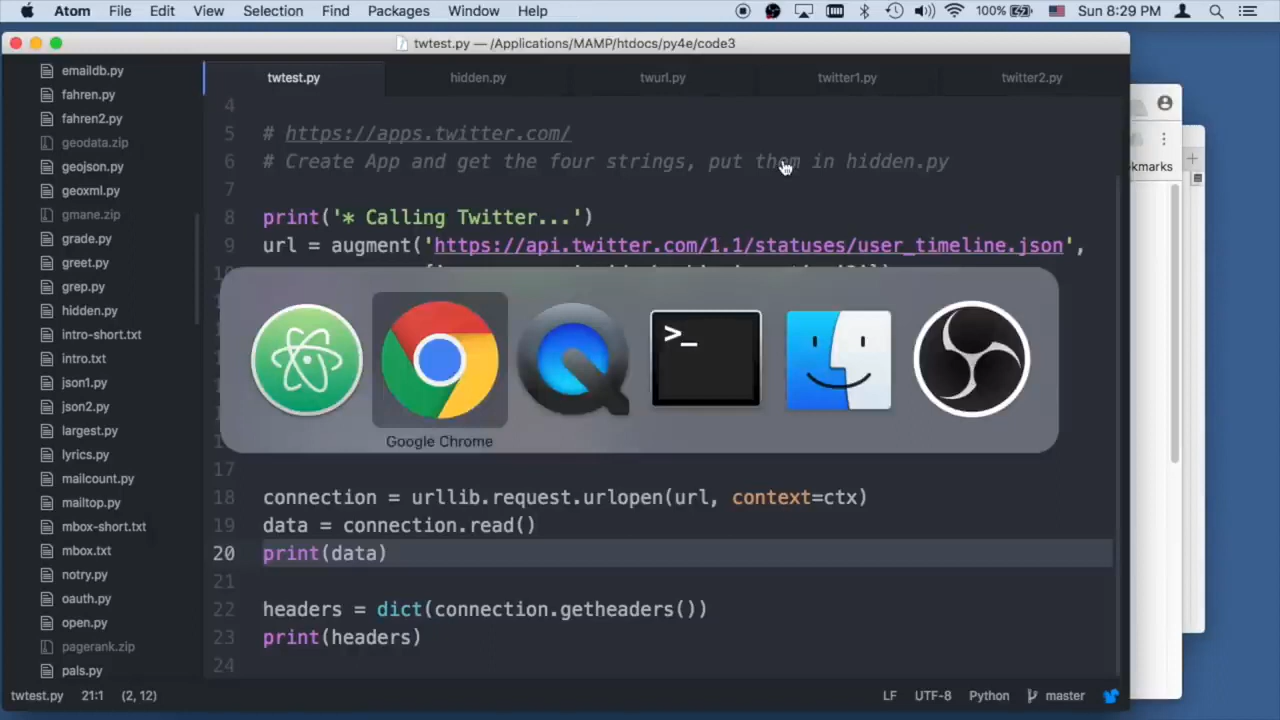 Atom File Edit View Selection Find Packages Window Help 100% Sun 8:29 PM
twtest.py — /Applications/MAMP/htdocs/py4e/code3
twtest.py hidden.py twurl.py twitter1.py twitter2.py
emaildb.py
fahren.py
fahren2.py
geodata.zip
geojson.py
geoxml.py
gmane.zip
grade.py
greet.py
grep.py
hidden.py
intro-short.txt
intro.txt
json1.py
json2.py
largest.py
lyrics.py
mailcount.py
mailtop.py
mbox-short.txt
mbox.txt
notry.py
oauth.py
open.py
pagerank.zip
pals.py
4
5 # https://apps.twitter.com/
6 # Create App and get the four strings, put them in hidden.py
7
8 print('* Calling Twitter...')
9 url = augment('https://api.twitter.com/1.1/statuses/user_timeline.json',
>_
Google Chrome
17
18 connection = urllib.request.urlopen(url, context=ctx)
19 data = connection.read()
20 print(data)
21
22 headers = dict(connection.getheaders())
23 print(headers)
24
kmarks
twtest.py 21:1 (2, 12) LF UTF-8 Python master